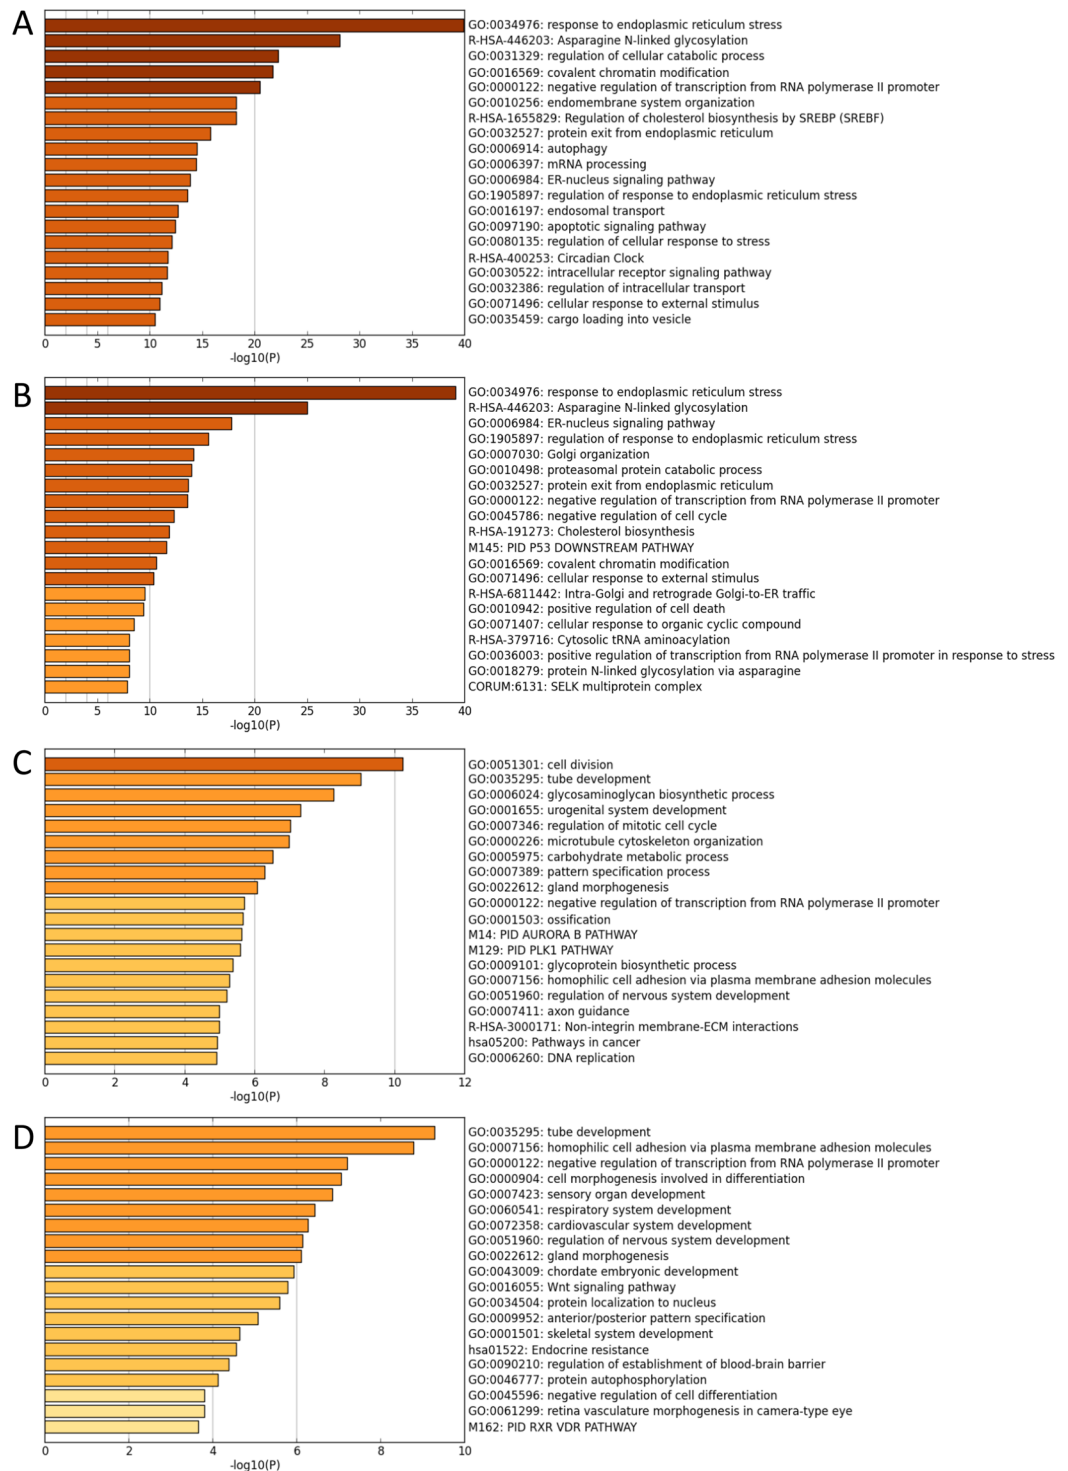 A
GO:0034976: response to endoplasmic reticulum stress
R-HSA-446203: Asparagine N-linked glycosylation
GO:0031329: regulation of cellular catabolic process
GO:0016569: covalent chromatin modification
GO:0000122: negative regulation of transcription from RNA polymerase II promoter
GO:0010256: endomembrane system organization
R-HSA-1655829: Regulation of cholesterol biosynthesis by SREBP (SREBF)
GO:0032527: protein exit from endoplasmic reticulum
GO:0006914: autophagy
GO:0006397: mRNA processing
GO:0006984: ER-nucleus signaling pathway
GO:1905897: regulation of response to endoplasmic reticulum stress
GO:0016197: endosomal transport
GO:0097190: apoptotic signaling pathway
GO:0080135: regulation of cellular response to stress
R-HSA-400253: Circadian Clock
GO:0030522: intracellular receptor signaling pathway
GO:0032386: regulation of intracellular transport
GO:0071496: cellular response to external stimulus
GO:0035459: cargo loading into vesicle
0 5 10 15 20 25 30 35 40
-log10(P)
B
GO:0034976: response to endoplasmic reticulum stress
R-HSA-446203: Asparagine N-linked glycosylation
GO:0006984: ER-nucleus signaling pathway
GO:1905897: regulation of response to endoplasmic reticulum stress
GO:0007030: Golgi organization
GO:0010498: proteasomal protein catabolic process
GO:0032527: protein exit from endoplasmic reticulum
GO:0000122: negative regulation of transcription from RNA polymerase II promoter
GO:0045786: negative regulation of cell cycle
R-HSA-191273: Cholesterol biosynthesis
M145: PID P53 DOWNSTREAM PATHWAY
GO:0016569: covalent chromatin modification
GO:0071496: cellular response to external stimulus
R-HSA-6811442: Intra-Golgi and retrograde Golgi-to-ER traffic
GO:0010942: positive regulation of cell death
GO:0071407: cellular response to organic cyclic compound
R-HSA-379716: Cytosolic tRNA aminoacylation
GO:0036003: positive regulation of transcription from RNA polymerase II promoter in response to stress
GO:0018279: protein N-linked glycosylation via asparagine
CORUM:6131: SELK multiprotein complex
0 5 10 15 20 25 30 35 40
-log10(P)
C
GO:0051301: cell division
GO:0035295: tube development
GO:0006024: glycosaminoglycan biosynthetic process
GO:0001655: urogenital system development
GO:0007346: regulation of mitotic cell cycle
GO:0000226: microtubule cytoskeleton organization
GO:0005975: carbohydrate metabolic process
GO:0007389: pattern specification process
GO:0022612: gland morphogenesis
GO:0000122: negative regulation of transcription from RNA polymerase II promoter
GO:0001503: ossification
M14: PID AURORA B PATHWAY
M129: PID PLK1 PATHWAY
GO:0009101: glycoprotein biosynthetic process
GO:0007156: homophilic cell adhesion via plasma membrane adhesion molecules
GO:0051960: regulation of nervous system development
GO:0007411: axon guidance
R-HSA-3000171: Non-integrin membrane-ECM interactions
hsa05200: Pathways in cancer
GO:0006260: DNA replication
0 2 4 6 8 10 12
-log10(P)
D
GO:0035295: tube development
GO:0007156: homophilic cell adhesion via plasma membrane adhesion molecules
GO:0000122: negative regulation of transcription from RNA polymerase II promoter
GO:0000904: cell morphogenesis involved in differentiation
GO:0007423: sensory organ development
GO:0060541: respiratory system development
GO:0072358: cardiovascular system development
GO:0051960: regulation of nervous system development
GO:0022612: gland morphogenesis
GO:0043009: chordate embryonic development
GO:0016055: Wnt signaling pathway
GO:0034504: protein localization to nucleus
GO:0009952: anterior/posterior pattern specification
GO:0001501: skeletal system development
hsa01522: Endocrine resistance
GO:0090210: regulation of establishment of blood-brain barrier
GO:0046777: protein autophosphorylation
GO:0045596: negative regulation of cell differentiation
GO:0061299: retina vasculature morphogenesis in camera-type eye
M162: PID RXR VDR PATHWAY
0 2 4 6 8 10
-log10(P)